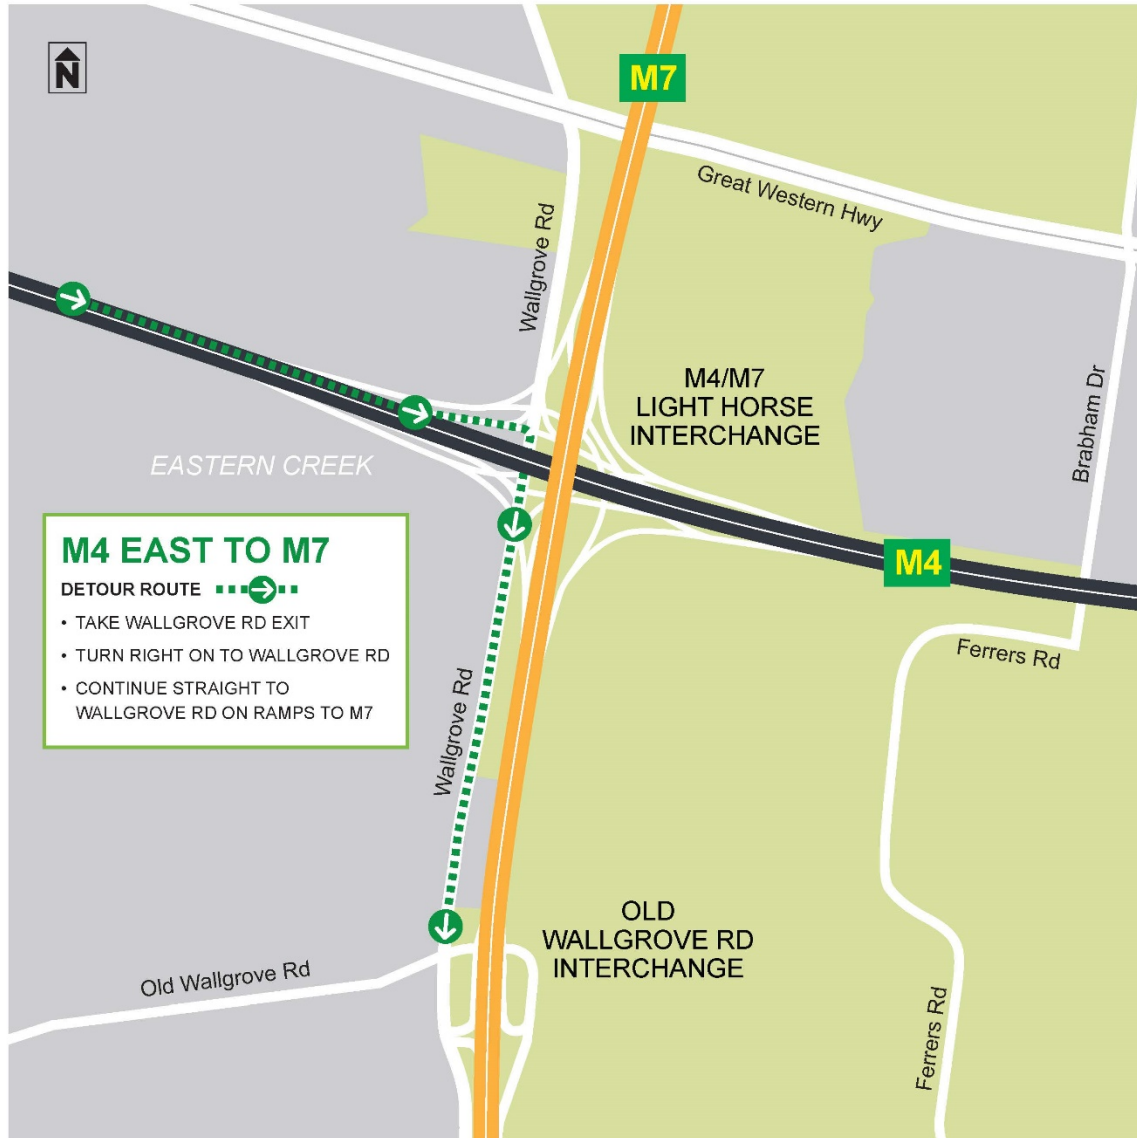 N
M7
Great Western Hwy
Wallgrove Rd
M4/M7
LIGHT HORSE
INTERCHANGE
Brabham Dr
EASTERN CREEK
M4
M4 EAST TO M7
DETOUR ROUTE
• TAKE WALLGROVE RD EXIT
• TURN RIGHT ON TO WALLGROVE RD
• CONTINUE STRAIGHT TO
WALLGROVE RD ON RAMPS TO M7
Ferrers Rd
Wallgrove Rd
OLD
WALLGROVE RD
INTERCHANGE
Old Wallgrove Rd
Ferrers Rd